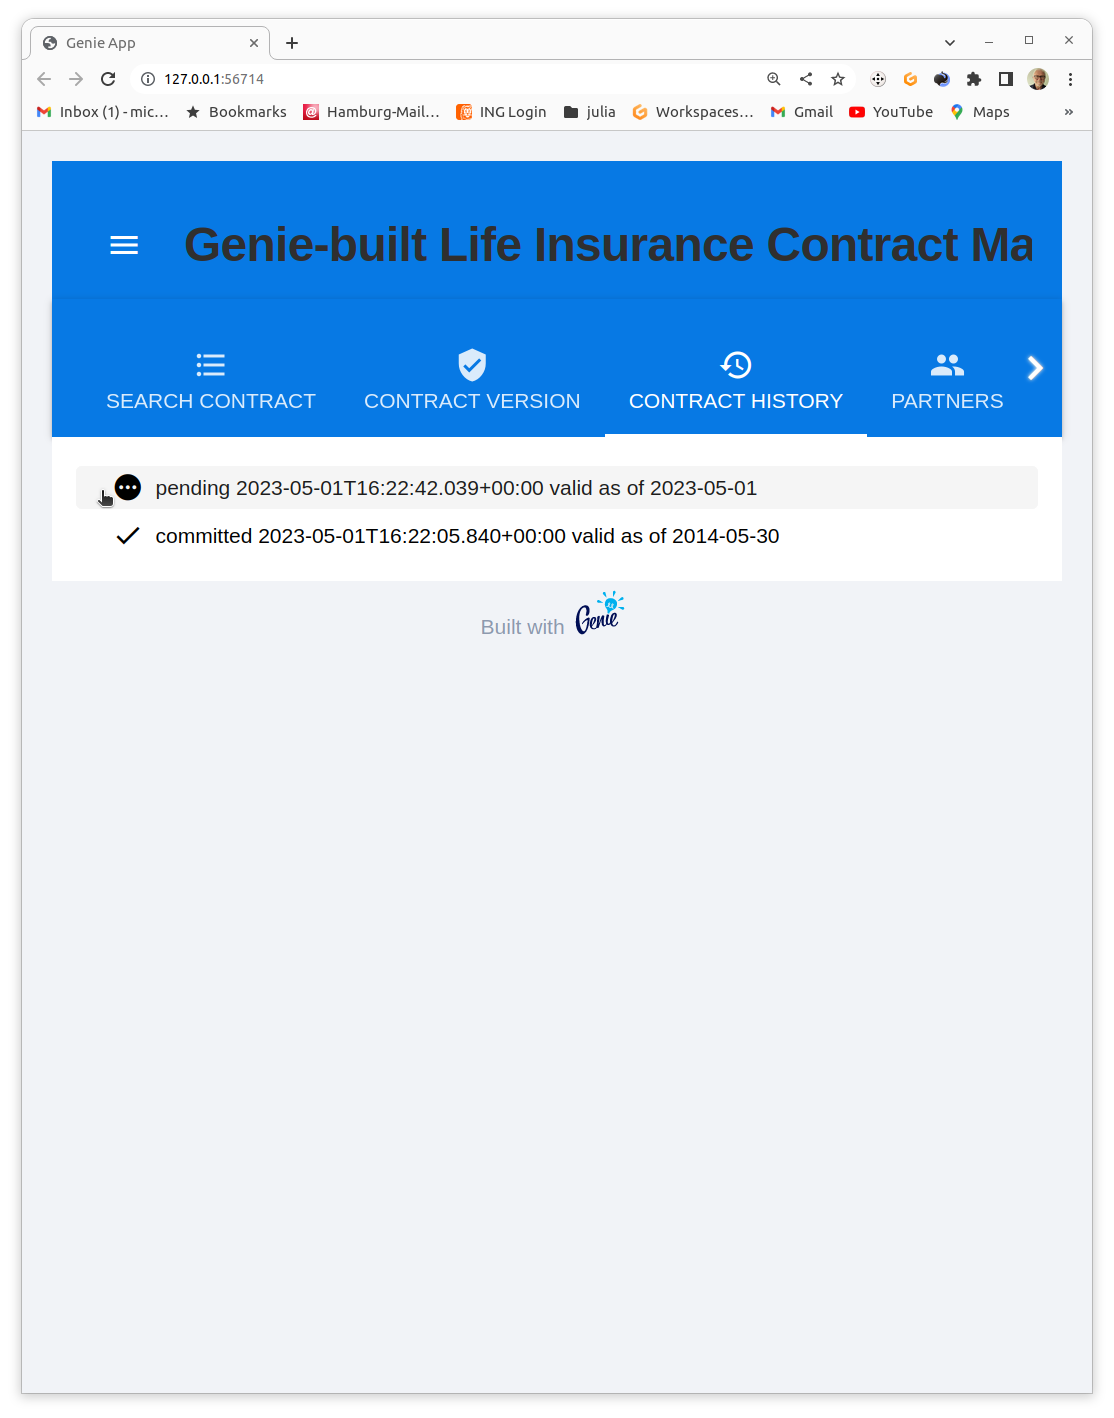 Genie App
127.0.0.1:56714
Inbox (1) - mic... Bookmarks Hamburg-Mail... ING Login julia Workspaces... Gmail YouTube Maps »
Genie-built Life Insurance Contract Ma
SEARCH CONTRACT CONTRACT VERSION CONTRACT HISTORY PARTNERS
pending 2023-05-01T16:22:42.039+00:00 valid as of 2023-05-01
committed 2023-05-01T16:22:05.840+00:00 valid as of 2014-05-30
Built with Genie